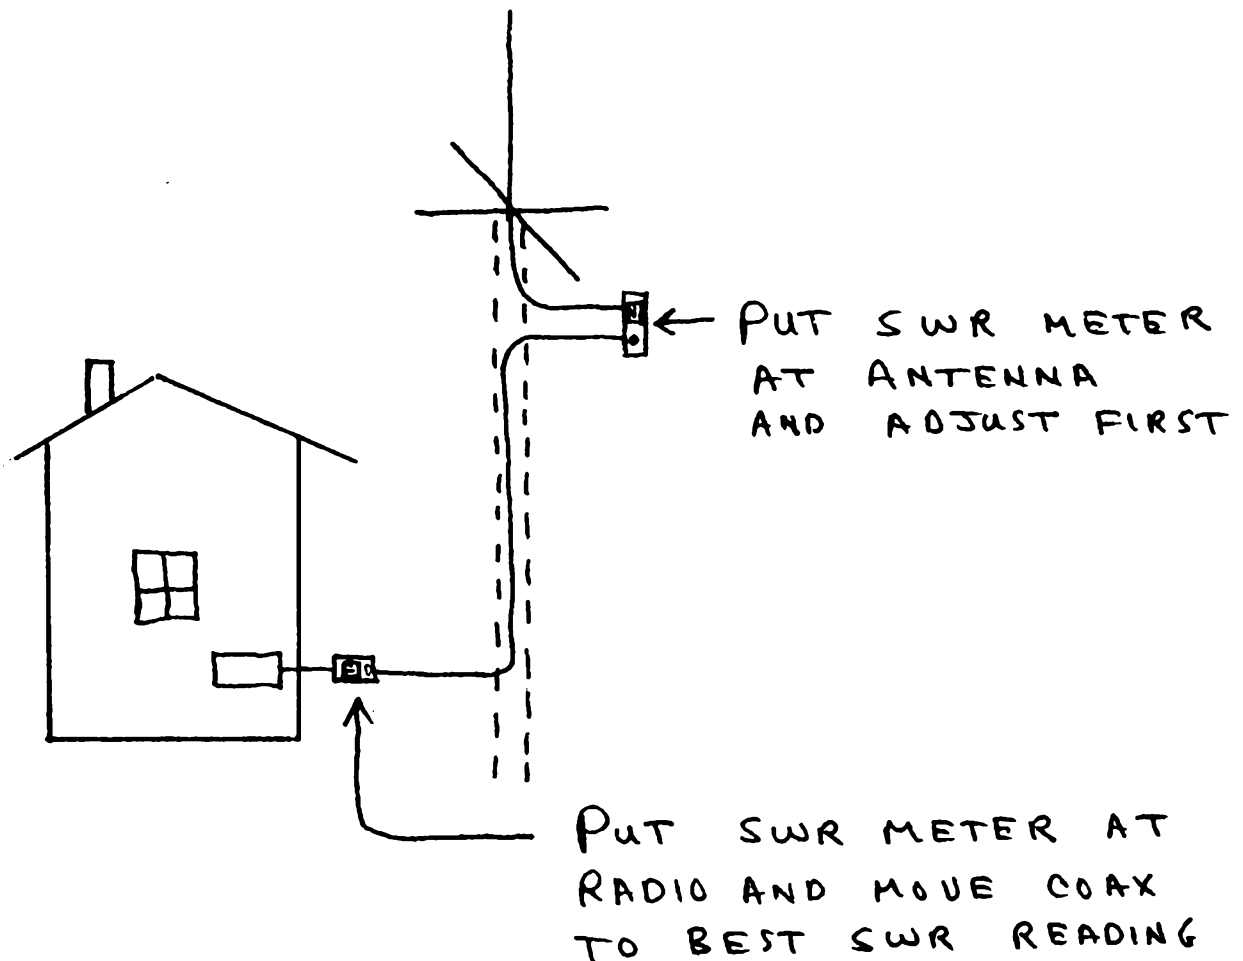 PUT SWR METER
AT ANTENNA
AND ADJUST FIRST
PUT SWR METER AT
RADIO AND MOVE COAX
TO BEST SWR READING